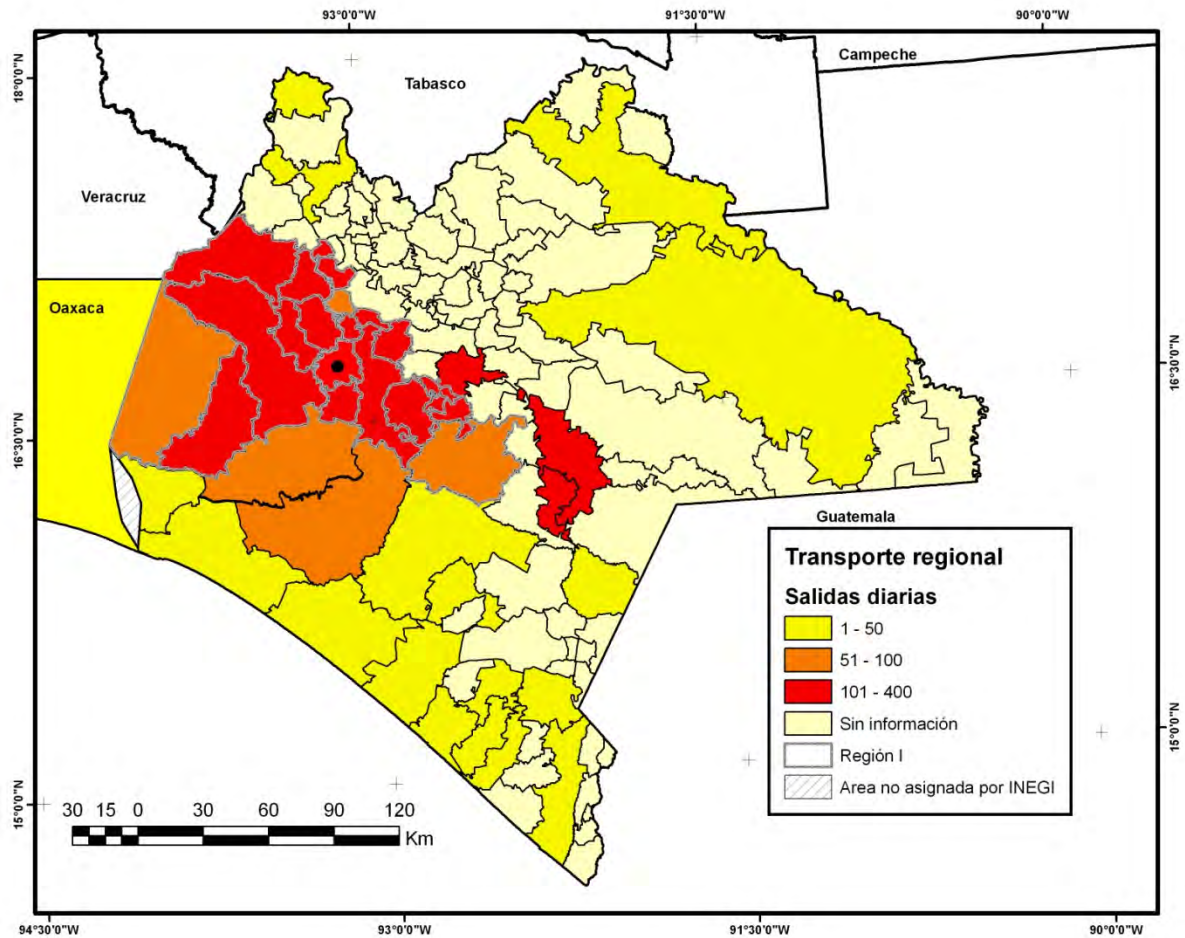 93°0'0"W
91°30'0"W
90°0'0"W
18°0'0"N
Campeche
Tabasco
Veracruz
Oaxaca
16°30'0"N
16°30'0"N
Guatemala
Transporte regional
Salidas diarias
1 - 50
51 - 100
101 - 400
Sin información
Región I
Area no asignada por INEGI
15°0'0"N
15°0'0"N
30 15 0 30 60 90 120
Km
94°30'0"W
93°0'0"W
91°30'0"W
90°0'0"W